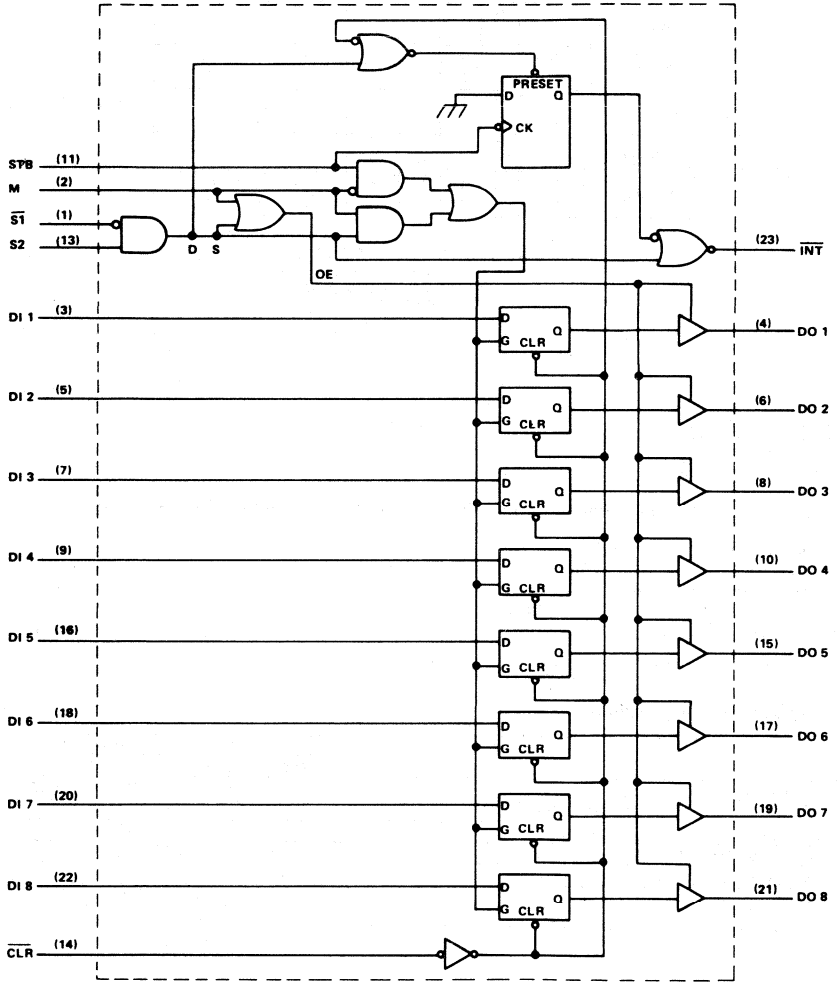 PRESET
D Q
CK
STB (11)
M (2)
S1 (1)
S2 (13)
D S
OE
(23) INT
DI 1 (3)
D
Q
G CLR
(4) DO 1
DI 2 (5)
D
Q
G CLR
(6) DO 2
DI 3 (7)
D
Q
G CLR
(8) DO 3
DI 4 (9)
D
Q
G CLR
(10) DO 4
DI 5 (16)
D
Q
G CLR
(15) DO 5
DI 6 (18)
D
Q
G CLR
(17) DO 6
DI 7 (20)
D
Q
G CLR
(19) DO 7
DI 8 (22)
D
Q
G CLR
(21) DO 8
CLR (14)